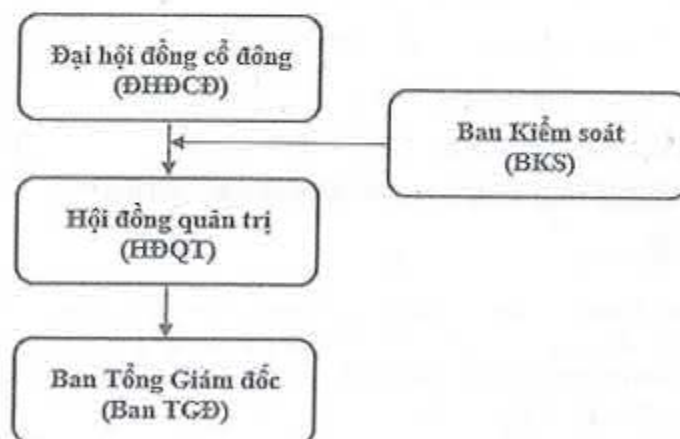 Đại hội đồng cổ đông
(ĐHĐCĐ)
Ban Kiểm soát
(BKS)
Hội đồng quản trị
(HĐQT)
Ban Tổng Giám đốc
(Ban TGĐ)